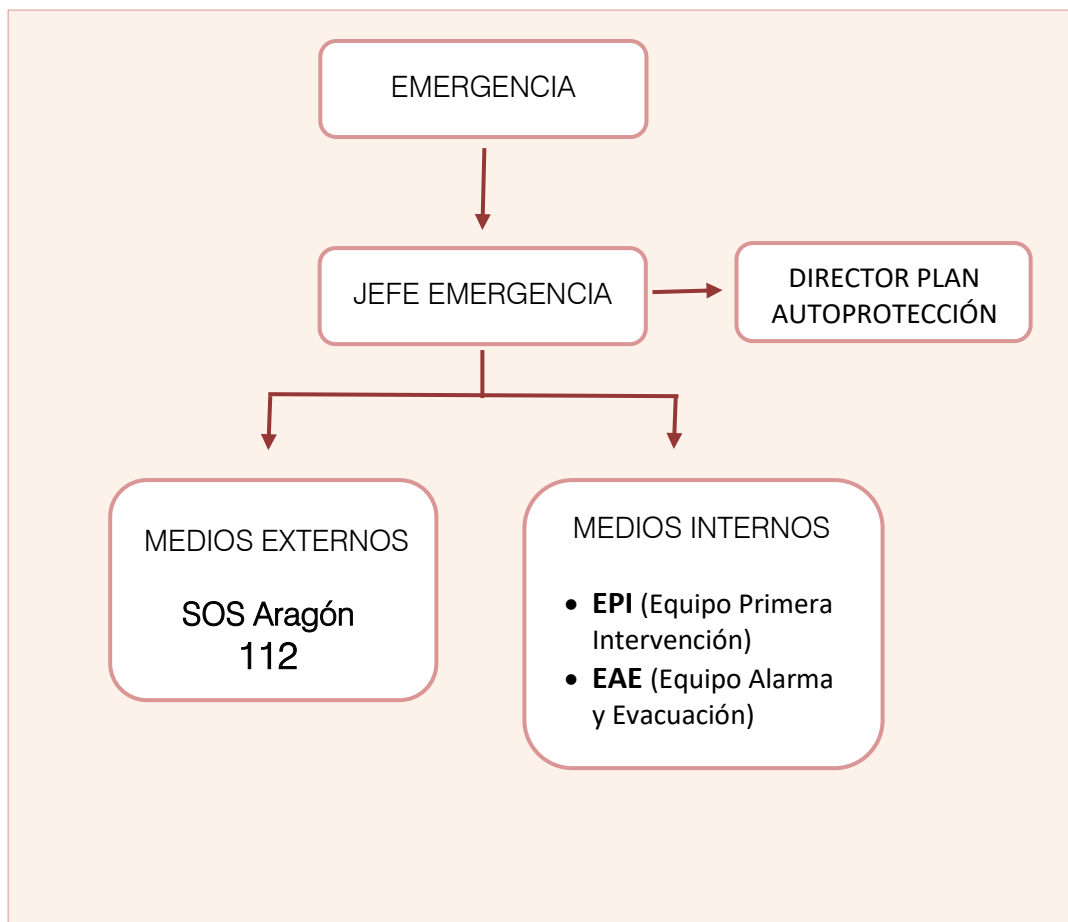 EMERGENCIA
JEFE EMERGENCIA
DIRECTOR PLAN
AUTOPROTECCIÓN
MEDIOS EXTERNOS
SOS Aragón
112
MEDIOS INTERNOS
• EPI (Equipo Primera
Intervención)
• EAE (Equipo Alarma
y Evacuación)